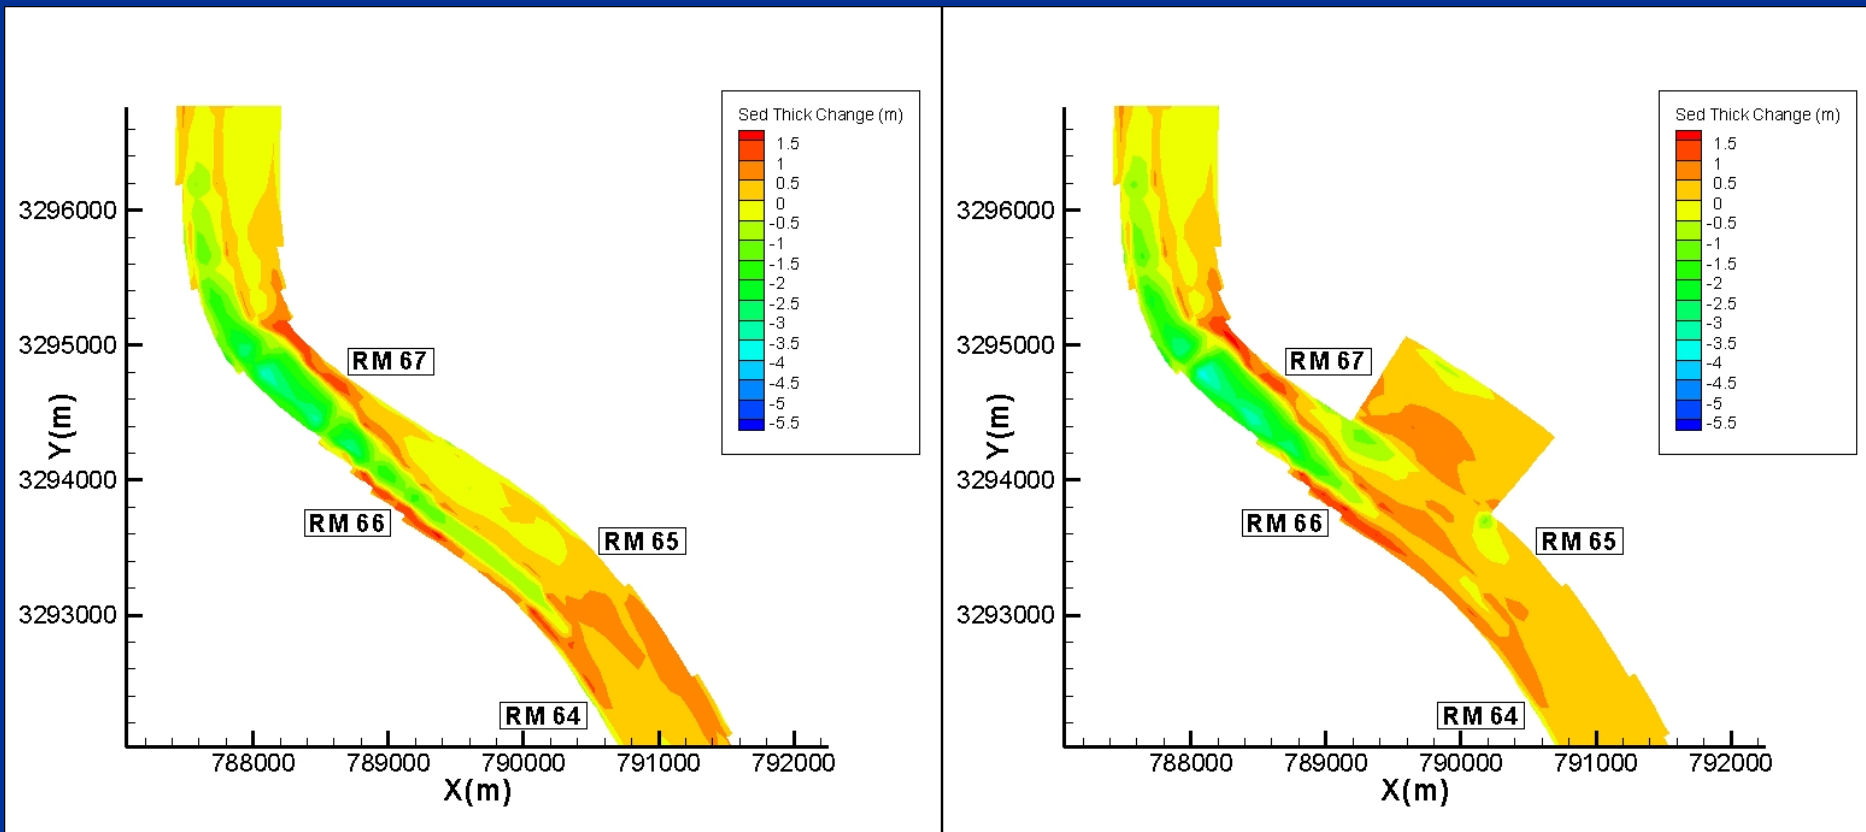 Sed Thick Change (m)
1.5
1
0.5
0
-0.5
-1
-1.5
-2
-2.5
-3
-3.5
-4
-4.5
-5
-5.5
3296000
3295000
3294000
3293000
Y(m)
RM 67
RM 66
RM 65
RM 64
788000 789000 790000 791000 792000
X(m)
Sed Thick Change (m)
1.5
1
0.5
0
-0.5
-1
-1.5
-2
-2.5
-3
-3.5
-4
-4.5
-5
-5.5
3296000
3295000
3294000
3293000
Y(m)
RM 67
RM 66
RM 65
RM 64
788000 789000 790000 791000 792000
X(m)